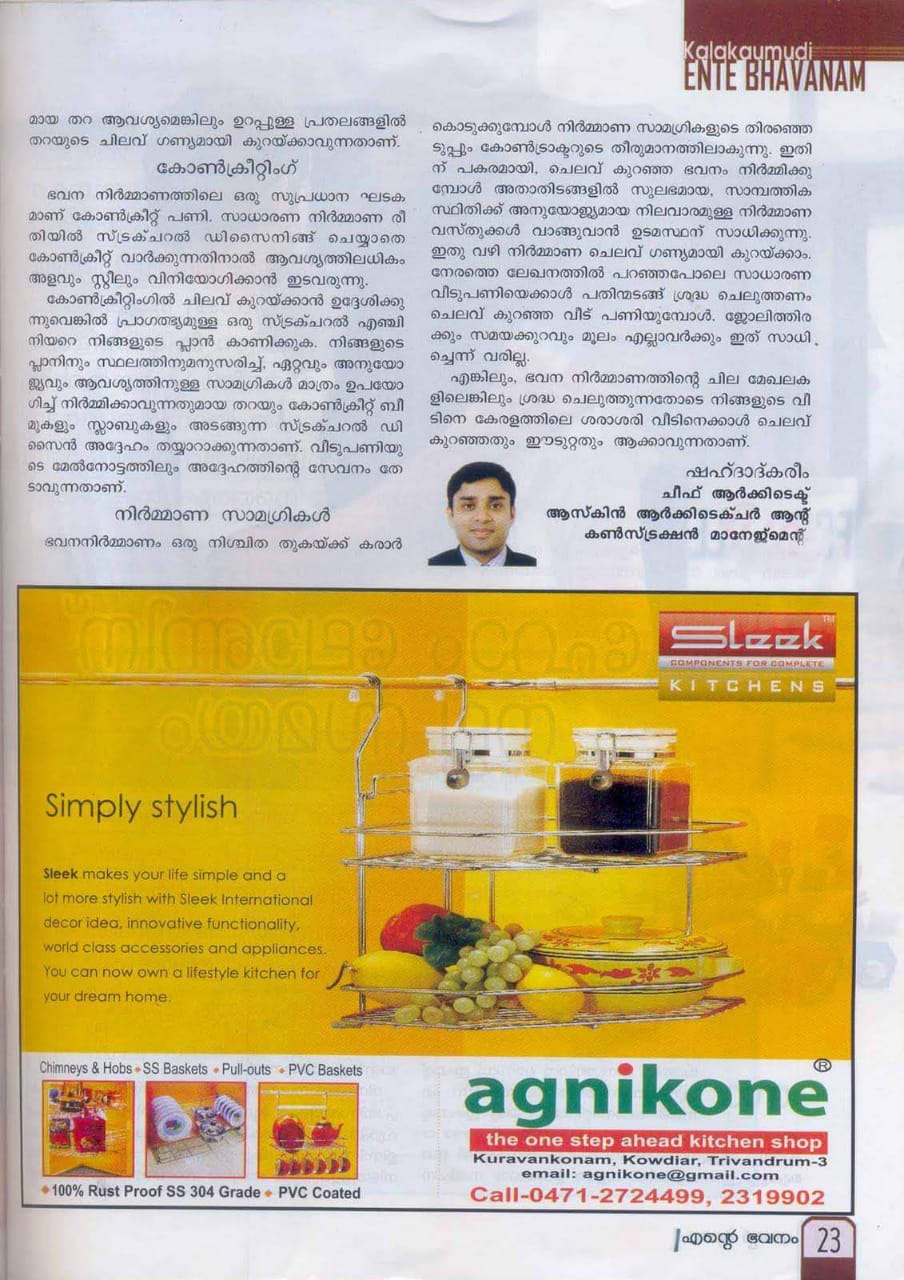 Kalakaumudi
ENTE BHAVANAM
മായ തറ ആവശ്യമെങ്കിലും ഉറപ്പുള്ള പ്രതലങ്ങളിൽ
തറയുടെ ചിലവ് ഗണ്യമായി കുറയ്ക്കാവുന്നതാണ്.
കോൺക്രീറ്റിംഗ്
ഭവന നിർമ്മാണത്തിലെ ഒരു സുപ്രധാന ഘടക
മാണ് കോൺക്രീറ്റ് പണി. സാധാരണ നിർമ്മാണ രീ
തിയിൽ സ്ട്രക്ചറൽ ഡിസൈനിങ്ങ് ചെയ്യാതെ
കോൺക്രീറ്റ് വാർക്കുന്നതിനാൽ ആവശ്യത്തിലധികം
അളവും സ്റ്റീലും വിനിയോഗിക്കാൻ ഇടവരുന്നു.
കോൺക്രീറ്റിംഗിൽ ചിലവ് കുറയ്ക്കാൻ ഉദ്ദേശിക്കു
ന്നുവെങ്കിൽ പ്രാഗത്ഭ്യമുള്ള ഒരു സ്ട്രക്ചറൽ എഞ്ചി
നിയറെ നിങ്ങളുടെ പ്ലാൻ കാണിക്കുക. നിങ്ങളുടെ
പ്ലാനിനും സ്ഥലത്തിനുമനുസരിച്ച്, ഏറ്റവും അനുയോ
ജ്യവും ആവശ്യത്തിനുള്ള സാമഗ്രികൾ മാത്രം ഉപയോ
ഗിച്ച് നിർമ്മിക്കാവുന്നതുമായ തറയും കോൺക്രീറ്റ് ബീ
മുകളും സ്ലാബുകളും അടങ്ങുന്ന സ്ട്രക്ചറൽ ഡി
സൈൻ അദ്ദേഹം തയ്യാറാക്കുന്നതാണ്. വീടുപണിയു
ടെ മേൽനോട്ടത്തിലും അദ്ദേഹത്തിന്റെ സേവനം തേ
ടാവുന്നതാണ്.
നിർമ്മാണ സാമഗ്രികൾ
ഭവനനിർമ്മാണം ഒരു നിശ്ചിത തുകയ്ക്ക് കരാർ
കൊടുക്കുമ്പോൾ നിർമ്മാണ സാമഗ്രികളുടെ തിരഞ്ഞെ
ടുപ്പും കോൺട്രാക്ടറുടെ തീരുമാനത്തിലാകുന്നു. ഇതി
ന് പകരമായി, ചെലവ് കുറഞ്ഞ ഭവനം നിർമ്മിക്കു
മ്പോൾ അതാതിടങ്ങളിൽ സുലഭമായ, സാമ്പത്തിക
സ്ഥിതിക്ക് അനുയോജ്യമായ നിലവാരമുള്ള നിർമ്മാണ
വസ്തുക്കൾ വാങ്ങുവാൻ ഉടമസ്ഥന് സാധിക്കുന്നു.
ഇതു വഴി നിർമ്മാണ ചെലവ് ഗണ്യമായി കുറയ്ക്കാം.
നേരത്തെ ലേഖനത്തിൽ പറഞ്ഞപോലെ സാധാരണ
വീടുപണിയെക്കാൾ പതിന്മടങ്ങ് ശ്രദ്ധ ചെലുത്തണം
ചെലവ് കുറഞ്ഞ വീട് പണിയുമ്പോൾ, ജോലിത്തിര
ക്കും സമയക്കുറവും മൂലം എല്ലാവർക്കും ഇത് സാധി
ച്ചെന്ന് വരില്ല.
എങ്കിലും, ഭവന നിർമ്മാണത്തിന്റെ ചില മേഖലക
ളിലെങ്കിലും ശ്രദ്ധ ചെലുത്തുന്നതോടെ നിങ്ങളുടെ വീ
ടിനെ കേരളത്തിലെ ശരാശരി വീടിനെക്കാൾ ചെലവ്
കുറഞ്ഞതും ഈടുറ്റതും ആക്കാവുന്നതാണ്.
ഷഹ്ദാദ്കരീം
ചീഫ് ആർക്കിടെക്ട്
ആസ്കിൻ ആർക്കിടെക്ചർ ആന്റ്
കൺസ്ട്രക്ഷൻ മാനേജ്മെന്റ്
Sleek TM
COMPONENTS FOR COMPLETE
KITCHENS
Simply stylish
Sleek makes your life simple and a
lot more stylish with Sleek International
decor idea, innovative functionality,
world class accessories and appliances.
You can now own a lifestyle kitchen for
your dream home.
Chimneys & Hobs • SS Baskets • Pull-outs • PVC Baskets
• 100% Rust Proof SS 304 Grade • PVC Coated
agnikone ®
the one step ahead kitchen shop
Kuravankonam, Kowdiar, Trivandrum-3
email: agnikone@gmail.com
Call-0471-2724499, 2319902
എന്റെ ഭവനം 23